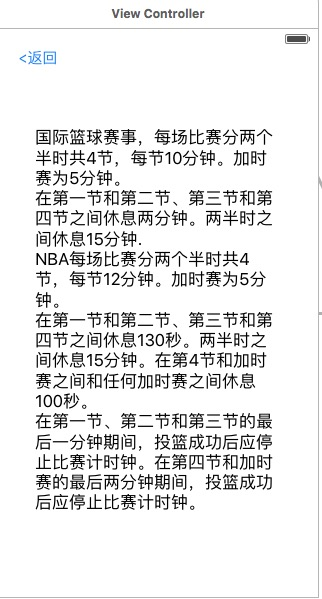 View Controller
<返回
国际篮球赛事，每场比赛分两个
半时共4节，每节10分钟。加时
赛为5分钟。
在第一节和第二节、第三节和第
四节之间休息两分钟。两半时之
间休息15分钟.
NBA每场比赛分两个半时共4
节，每节12分钟。加时赛为5分
钟。
在第一节和第二节、第三节和第
四节之间休息130秒。两半时之
间休息15分钟。在第4节和加时
赛之间和任何加时赛之间休息
100秒。
在第一节、第二节和第三节的最
后一分钟期间，投篮成功后应停
止比赛计时钟。在第四节和加时
赛的最后两分钟期间，投篮成功
后应停止比赛计时钟。